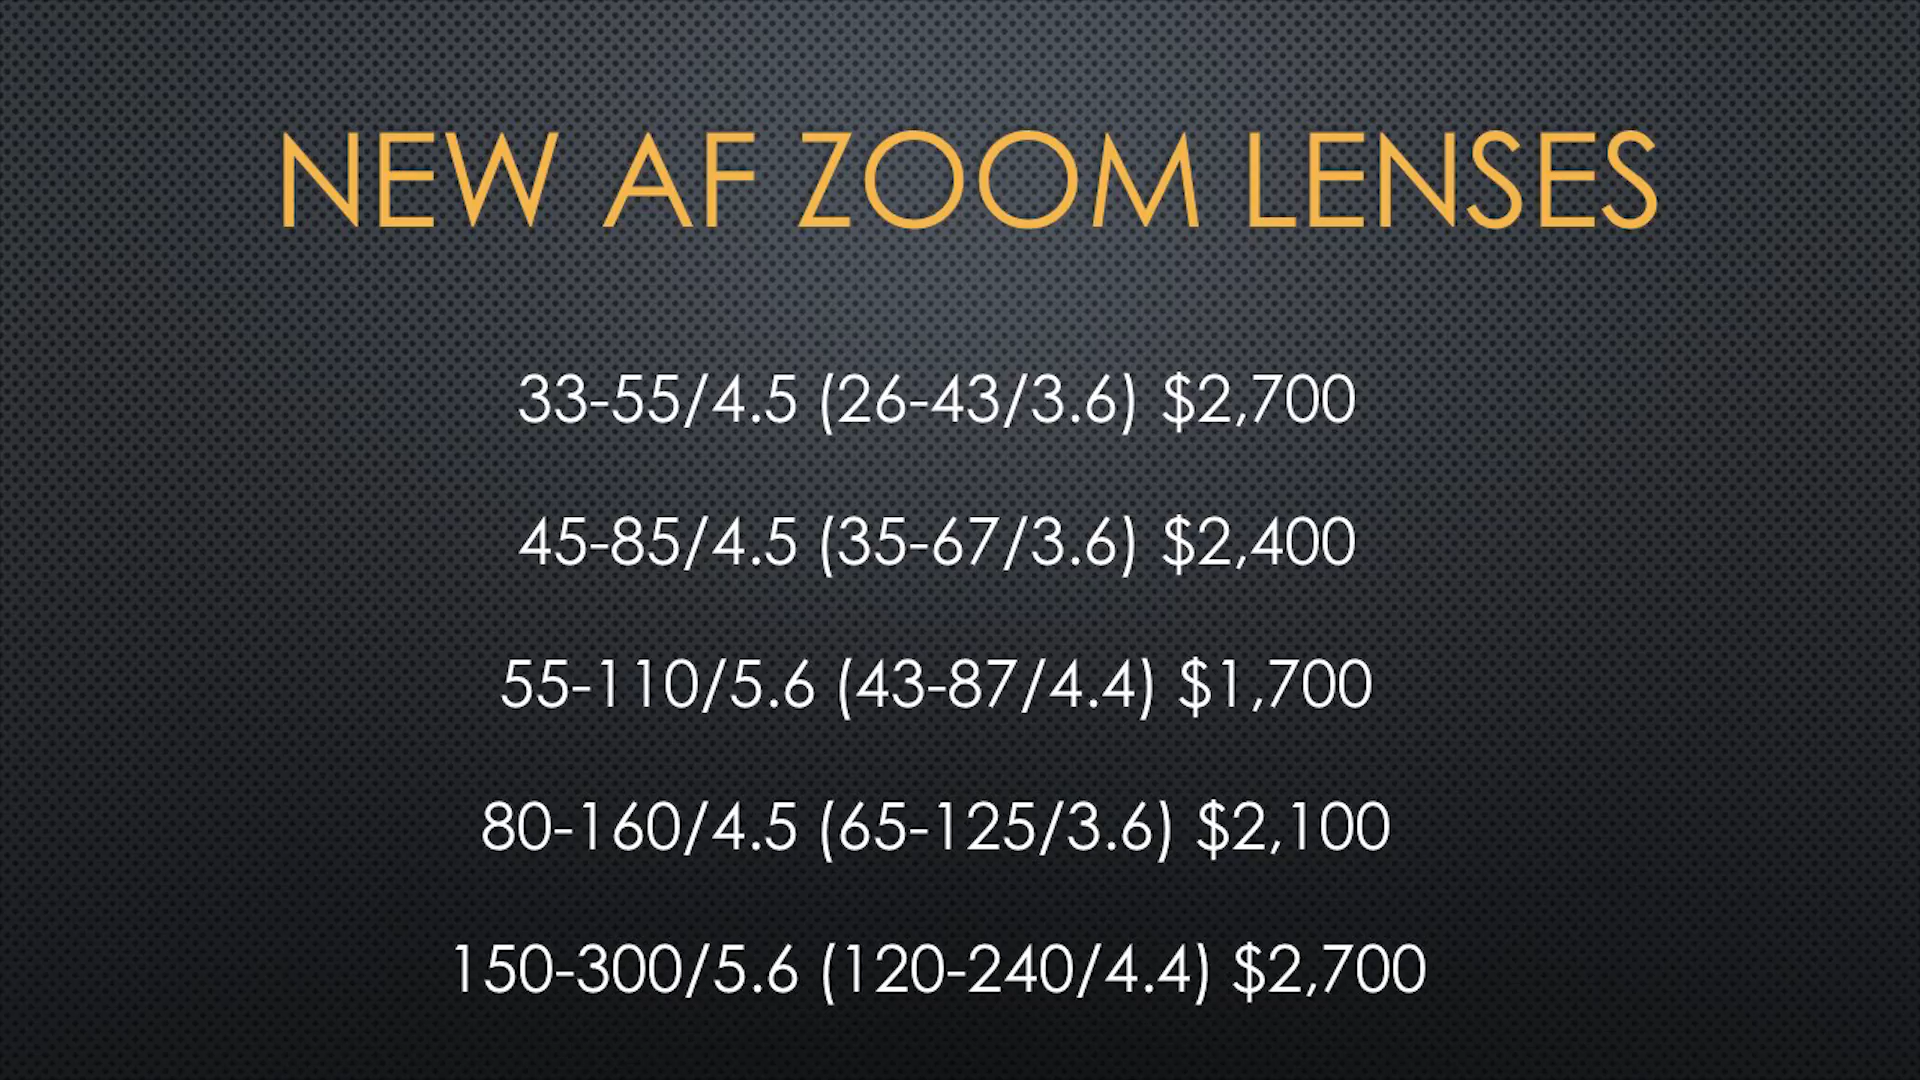 NEW AF ZOOM LENSES
33-55/4.5 (26-43/3.6) $2,700
45-85/4.5 (35-67/3.6) $2,400
55-110/5.6 (43-87/4.4) $1,700
80-160/4.5 (65-125/3.6) $2,100
150-300/5.6 (120-240/4.4) $2,700